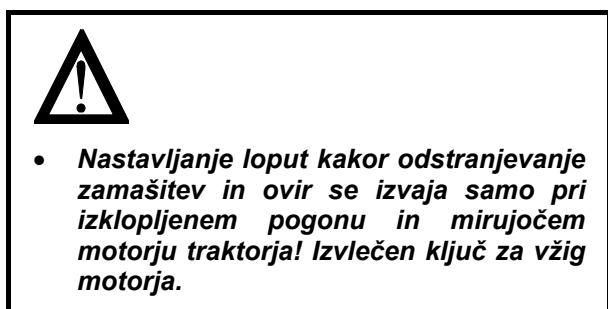 • Nastavljanje loput kakor odstranjevanje
zamašitev in ovir se izvaja samo pri
izklopljenem pogonu in mirujočem
motorju traktorja! Izvlečen ključ za vžig
motorja.